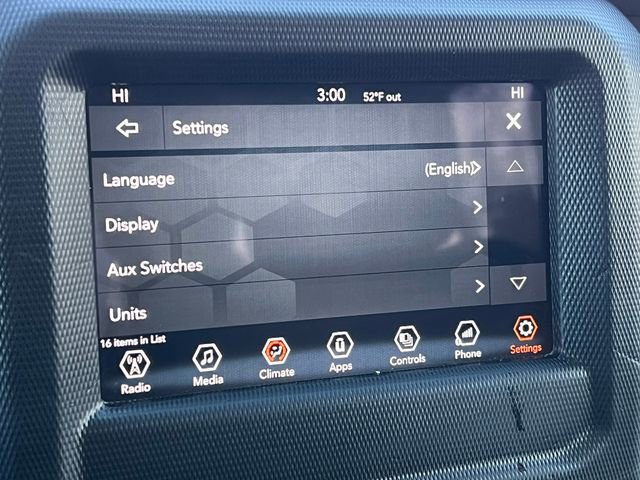 HI 3:00 52°F out HI
Settings X
Language (English)
Display
Aux Switches
Units
16 items in List
Radio Media Climate Apps Controls Phone Settings